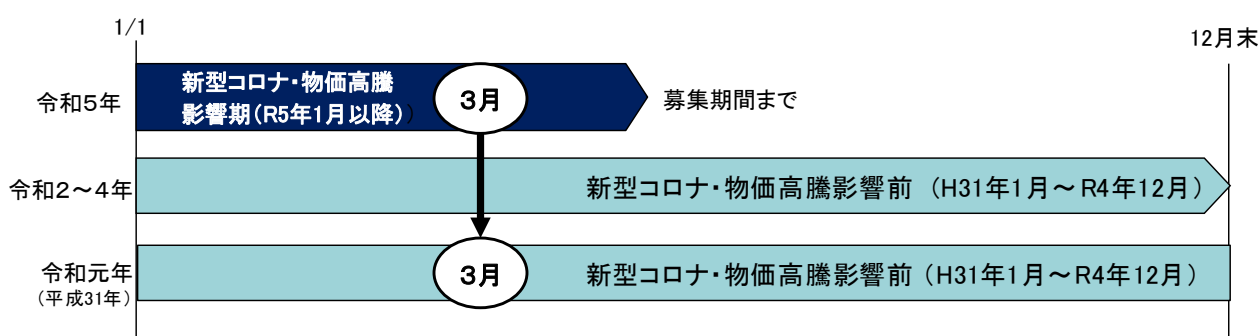 1/1
12月末
令和5年
新型コロナ・物価高騰
影響期（R5年1月以降）)
3月
募集期間まで
令和2～4年
新型コロナ・物価高騰影響前 （H31年1月～R4年12月）
令和元年
（平成31年）
3月
新型コロナ・物価高騰影響前（H31年1月～R4年12月）